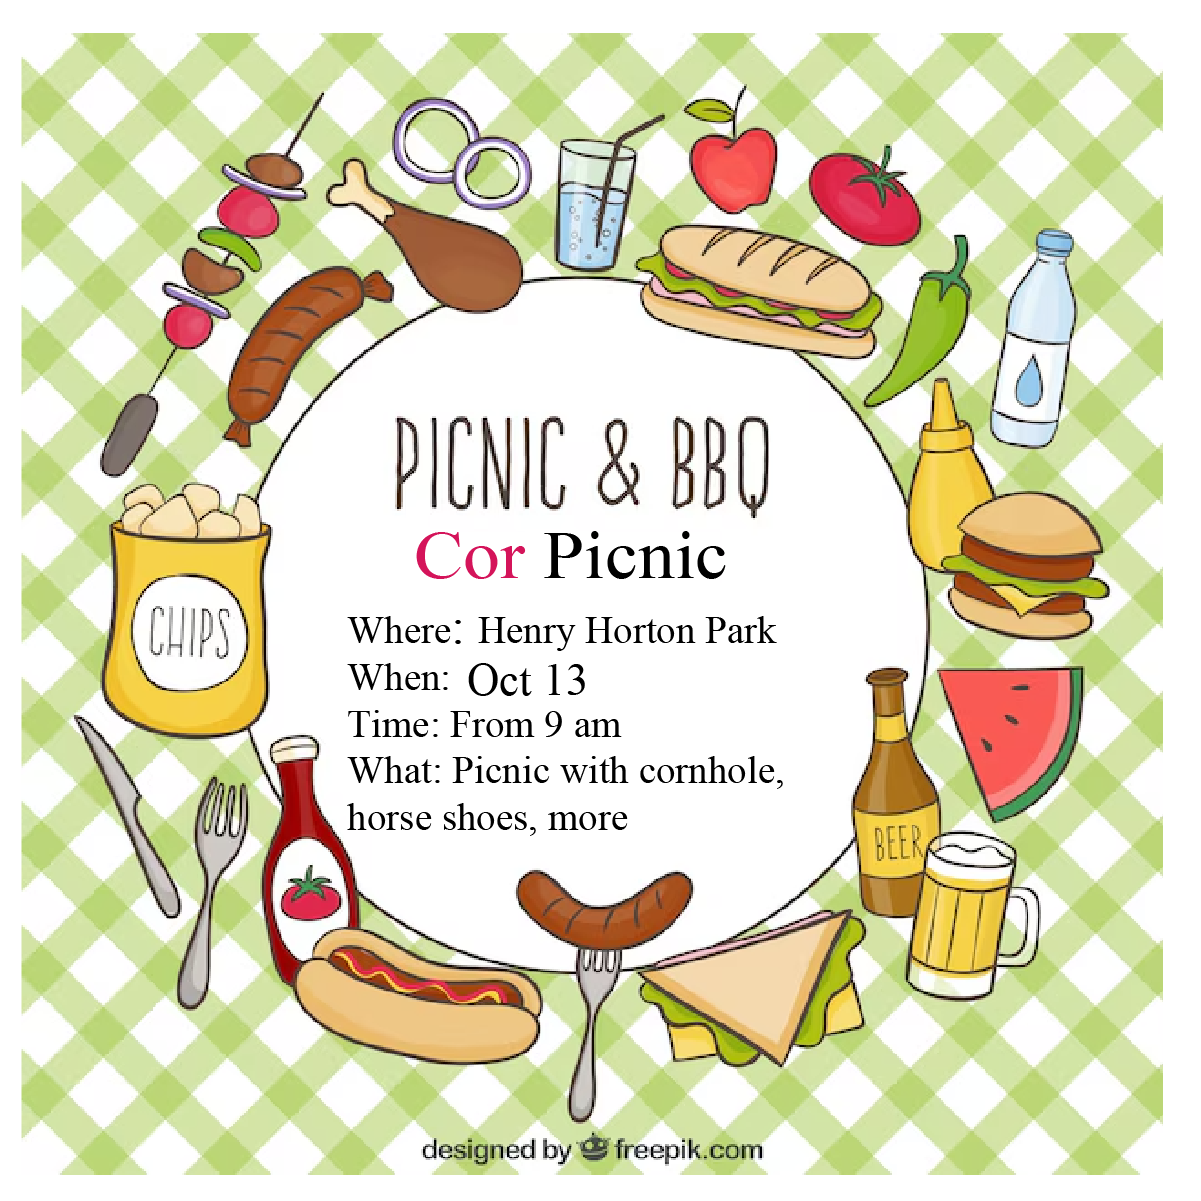 PICNIC & BBQ
Cor Picnic
Where: Henry Horton Park
When: Oct 13
Time: From 9 am
What: Picnic with cornhole,
horse shoes, more
CHIPS
BEER
designed by freepik.com